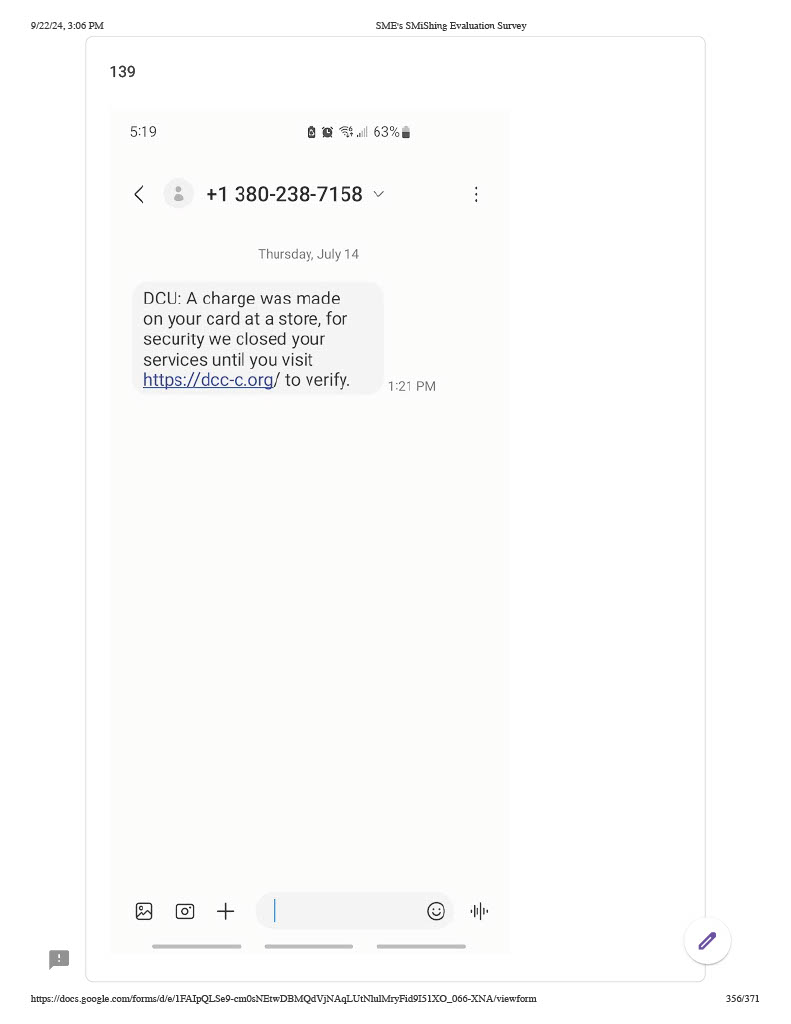 9/22/24, 3:06 PM SME's SMiShing Evaluation Survey
139
5:19 63%
+1 380-238-7158
Thursday, July 14
DCU: A charge was made
on your card at a store, for
security we closed your
services until you visit
https://dcc-c.org/ to verify.
1:21 PM
https://docs.google.com/forms/d/e/1FAIpQLSe9-cm0sNEtwDBMQdVjNAqLUtNlulMryFid9I51XO_066-XNA/viewform 356/371